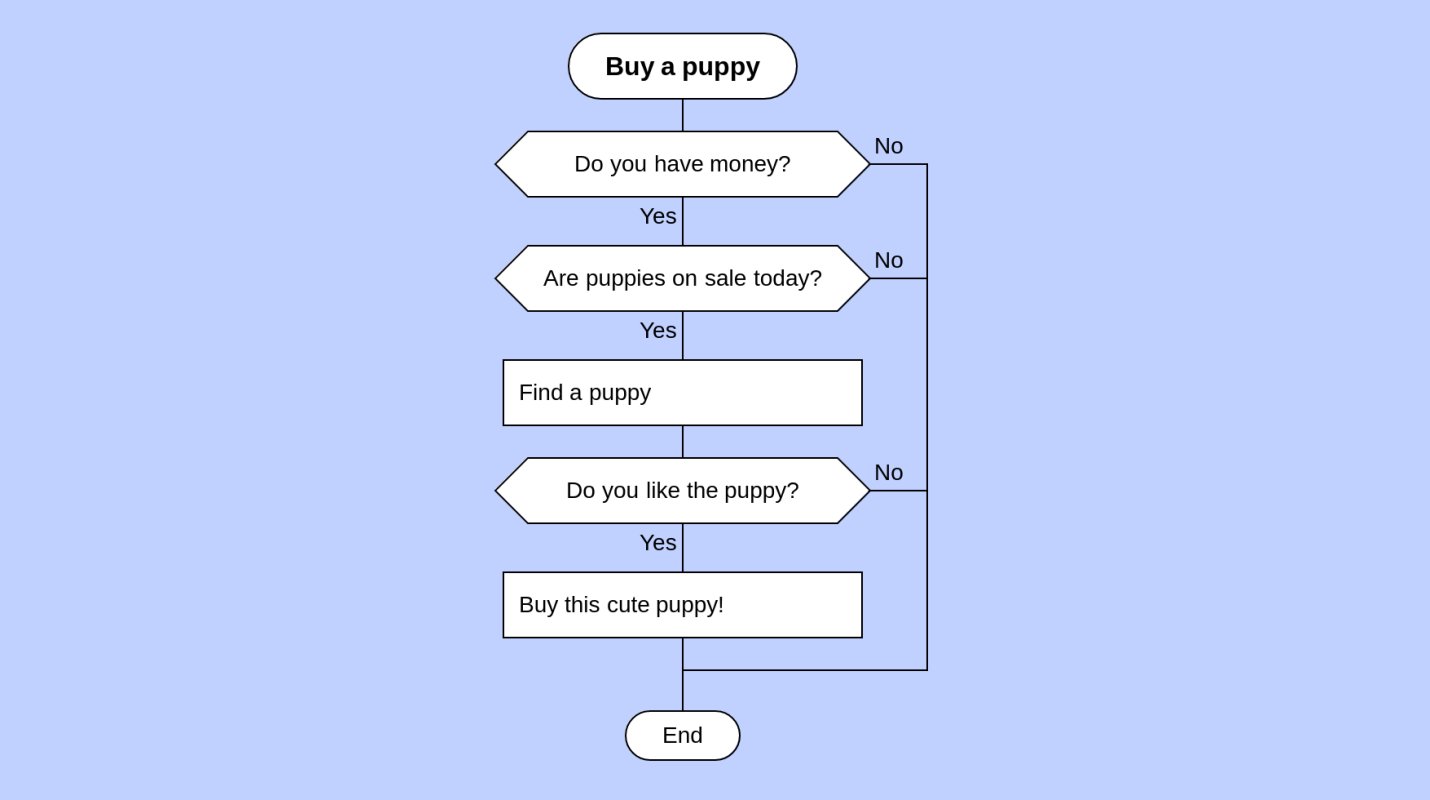 Buy a puppy
Do you have money?
No
Yes
Are puppies on sale today?
No
Yes
Find a puppy
Do you like the puppy?
No
Yes
Buy this cute puppy!
End